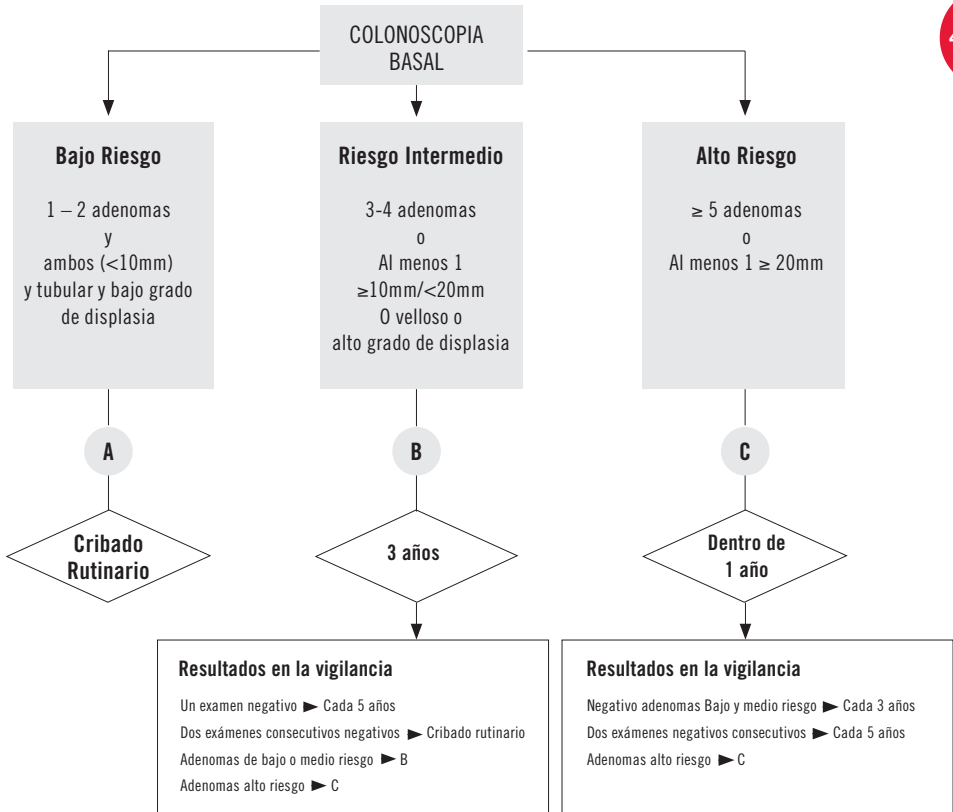 COLONOSCOPIA
BASAL
Bajo Riesgo
1 – 2 adenomas
y
ambos (<10mm)
y tubular y bajo grado
de displasia
Riesgo Intermedio
3-4 adenomas
o
Al menos 1
≥10mm/<20mm
O velloso o
alto grado de displasia
Alto Riesgo
≥ 5 adenomas
o
Al menos 1 ≥ 20mm
A
B
C
Cribado
Rutinario
3 años
Dentro de
1 año
Resultados en la vigilancia
Un examen negativo ► Cada 5 años
Dos exámenes consecutivos negativos ► Cribado rutinario
Adenomas de bajo o medio riesgo ► B
Adenomas alto riesgo ► C
Resultados en la vigilancia
Negativo adenomas Bajo y medio riesgo ► Cada 3 años
Dos exámenes negativos consecutivos ► Cada 5 años
Adenomas alto riesgo ► C